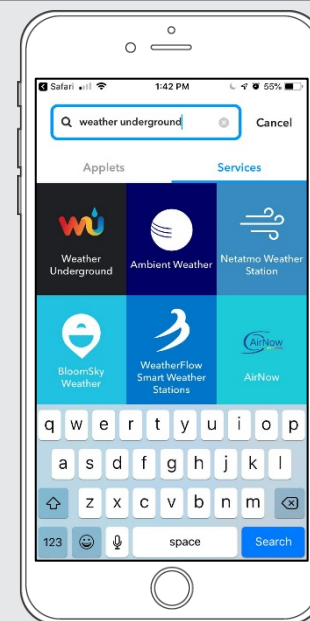 Safari 1:42 PM 55%
weather underground Cancel
Applets Services
wu
Weather
Underground
Ambient Weather
Netatmo Weather
Station
BloomSky
Weather
WeatherFlow
Smart Weather
Stations
AirNow
AirNow
q w e r t y u i o p
a s d f g h j k l
z x c v b n m
123 space Search